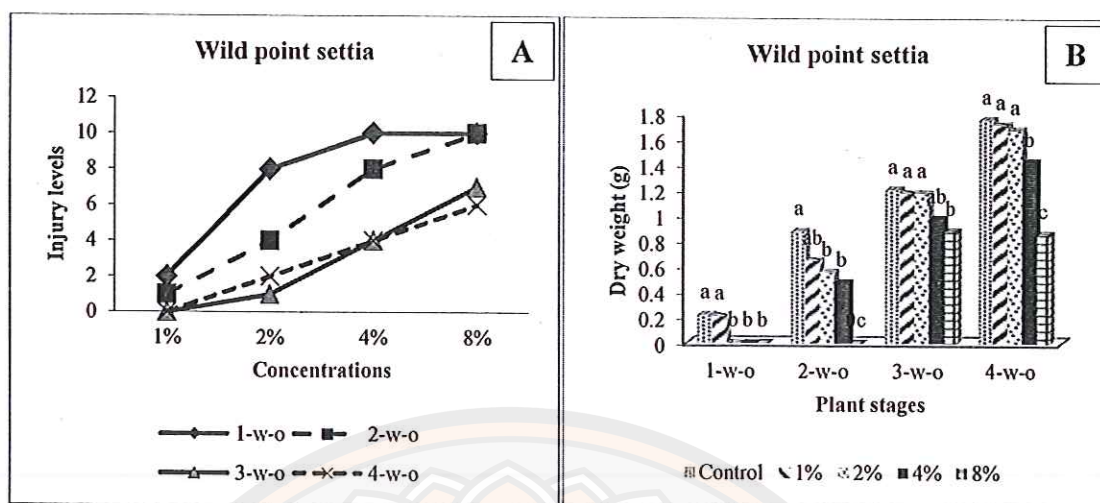 Wild point settia
A
12
10
8
6
4
2
0
Injury levels
1% 2% 4% 8%
Concentrations
1-w-o 2-w-o
3-w-o 4-w-o
Wild point settia
B
1.8
1.6
1.4
1.2
1
0.8
0.6
0.4
0.2
0
Dry weight (g)
a a b b b
a ab b b c
a a a ab b
a a a b c
1-w-o 2-w-o 3-w-o 4-w-o
Plant stages
Control 1% 2% 4% 8%